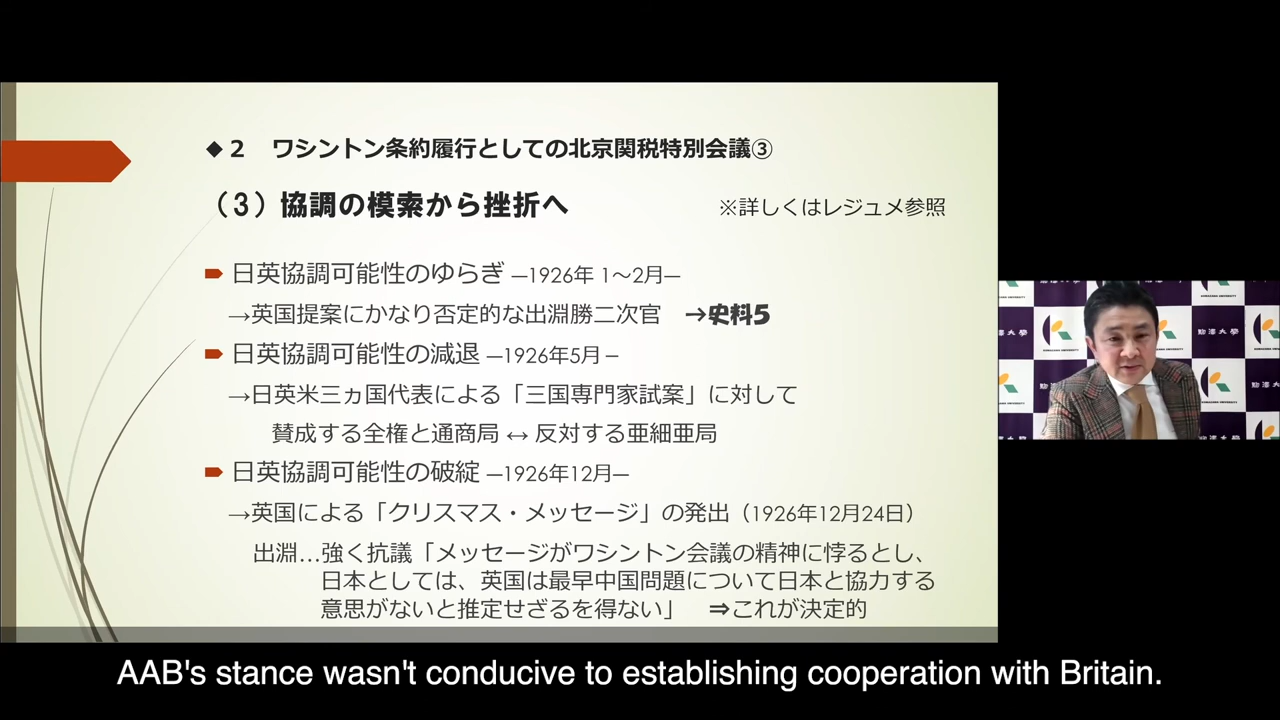 ◆２　ワシントン条約履行としての北京関税特別会議③
（３）協調の模索から挫折へ
※詳しくはレジュメ参照
日英協調可能性のゆらぎ ―1926年 1～2月―
→英国提案にかなり否定的な出淵勝二次官　→史料5
日英協調可能性の減退 ―1926年5月 –
→日英米三ヵ国代表による「三国専門家試案」に対して
賛成する全権と通商局 ↔ 反対する亜細亜局
日英協調可能性の破綻 ―1926年12月―
→英国による「クリスマス・メッセージ」の発出（1926年12月24日）
出淵…強く抗議「メッセージがワシントン会議の精神に悖るとし、
日本としては、英国は最早中国問題について日本と協力する
意思がないと推定せざるを得ない」　⇒これが決定的
駒澤大學
KOMAZAWA UNIVERSITY
AAB's stance wasn't conducive to establishing cooperation with Britain.